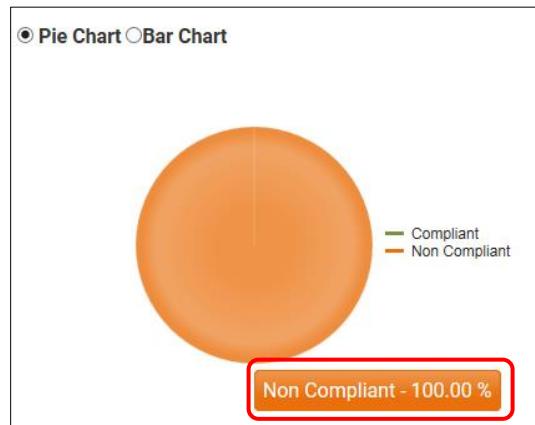 Pie Chart Bar Chart
Compliant
Non Compliant
Non Compliant - 100.00 %